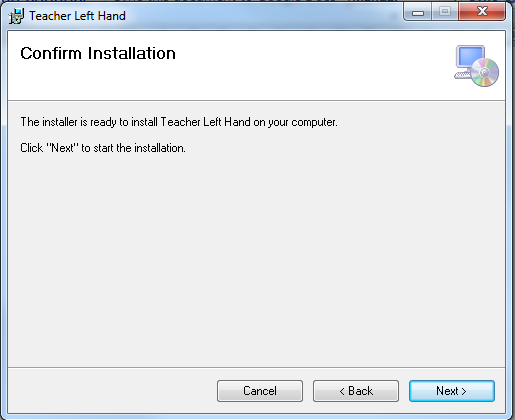 Teacher Left Hand
Confirm Installation
The installer is ready to install Teacher Left Hand on your computer.
Click "Next" to start the installation.
Cancel
< Back
Next >